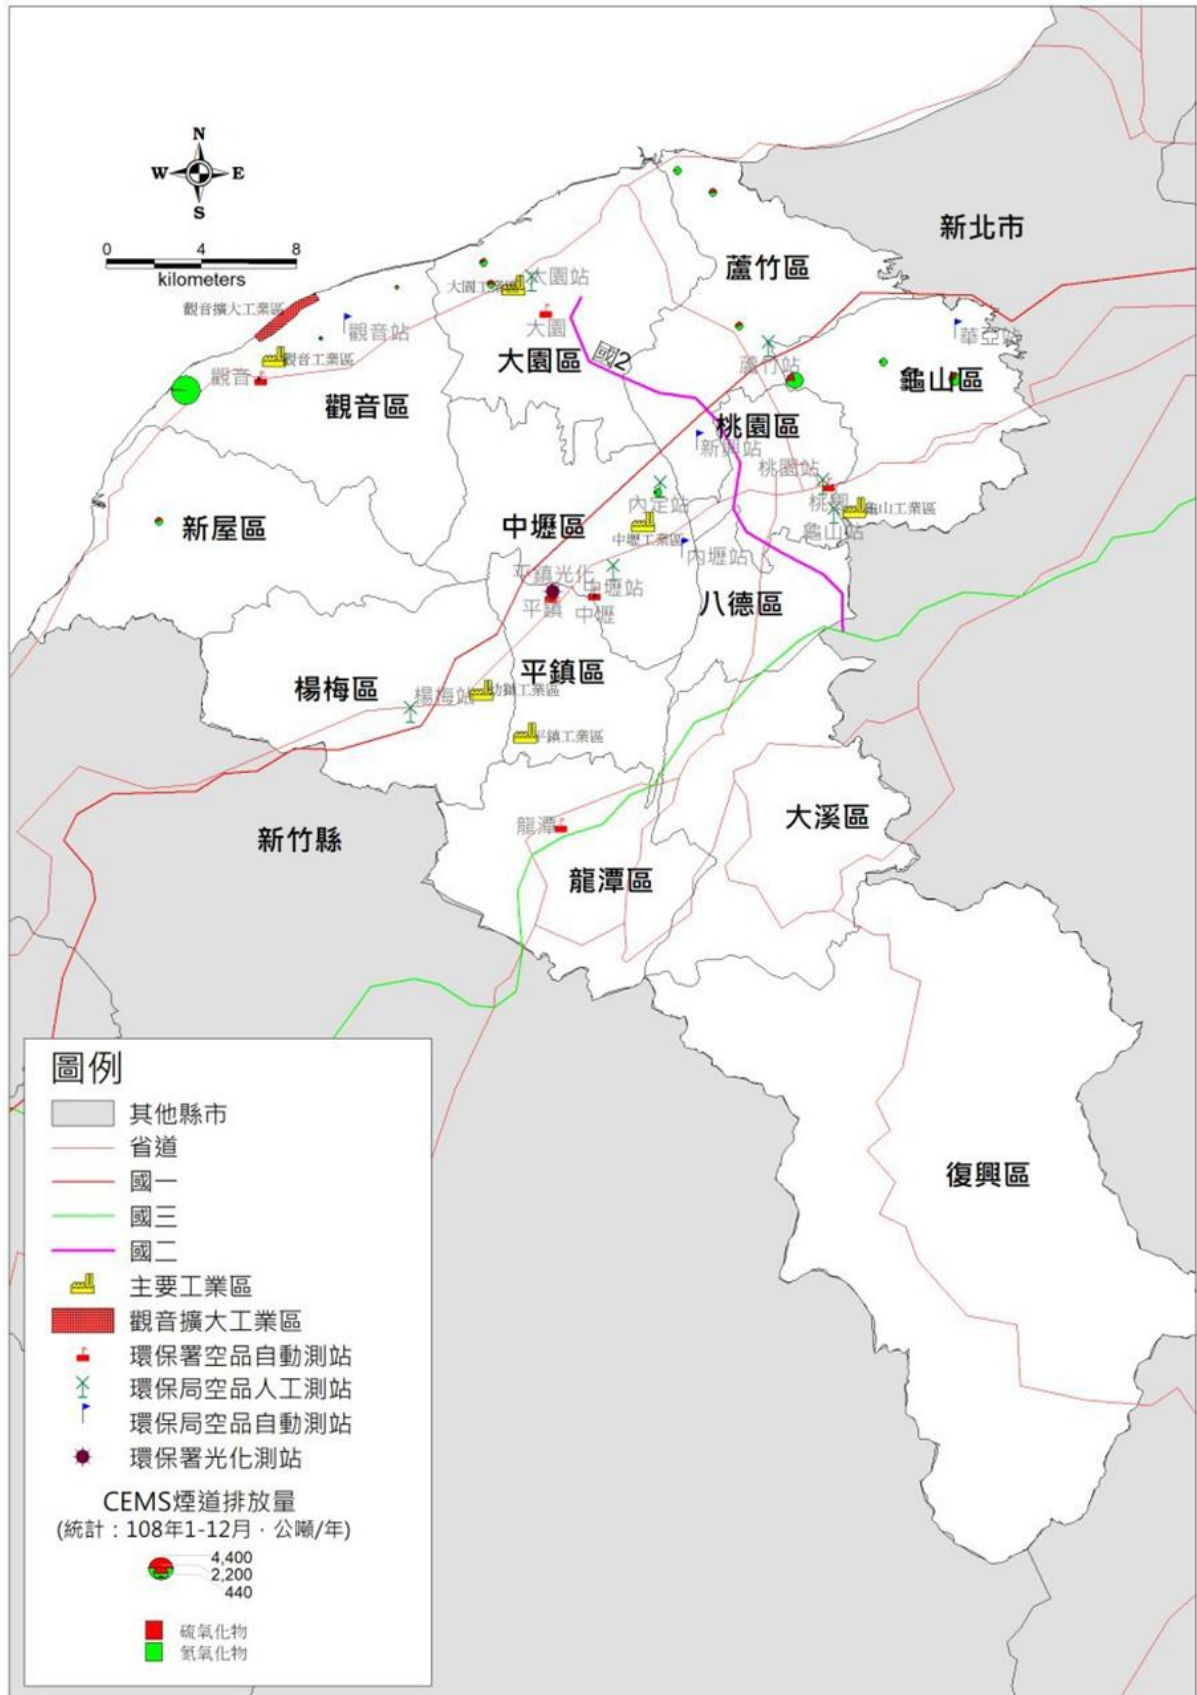 N
W
E
S
0
4
8
kilometers
新北市
蘆竹區
大園站
大園工業區
觀音擴大工業區
觀音站
大園
華亞站
觀音工業區
大園區
國2
蘆竹站
龜山區
觀音
觀音區
桃園區
新興站
桃園站
內定站
桃園
龜山工業區
新屋區
中壢區
龜山站
中壢工業區
內壢站
平鎮光化
中壢站
平鎮
中壢
八德區
平鎮區
楊梅區
楊梅站
幼獅工業區
平鎮工業區
大溪區
龍潭
新竹縣
龍潭區
復興區
圖例
其他縣市
省道
國一
國三
國二
主要工業區
觀音擴大工業區
環保署空品自動測站
環保局空品人工測站
環保局空品自動測站
環保署光化測站
CEMS煙道排放量
(統計：108年1-12月．公噸/年)
4,400
2,200
440
硫氧化物
氮氧化物